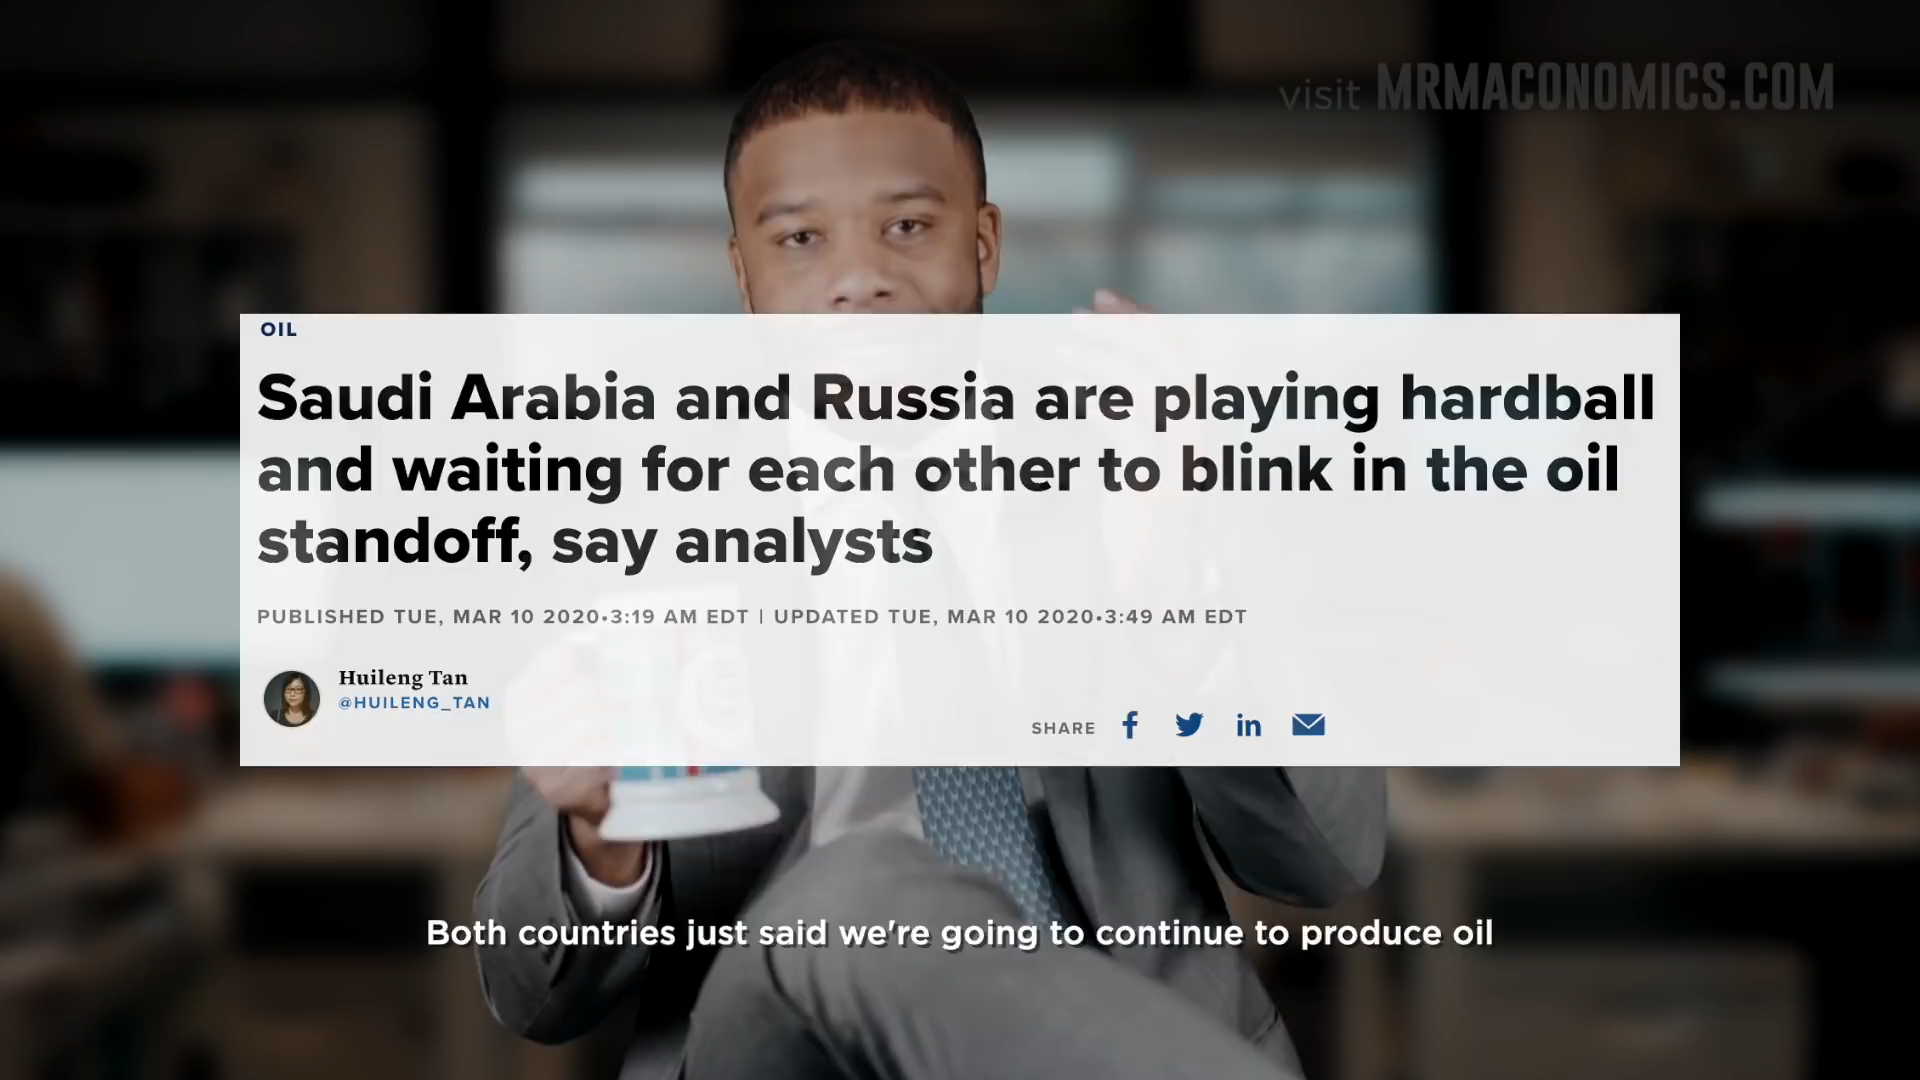 visit MRMACONOMICS.COM
OIL
Saudi Arabia and Russia are playing hardball
and waiting for each other to blink in the oil
standoff, say analysts
PUBLISHED TUE, MAR 10 2020•3:19 AM EDT | UPDATED TUE, MAR 10 2020•3:49 AM EDT
Huileng Tan
@HUILENG_TAN
SHARE
Both countries just said we're going to continue to produce oil